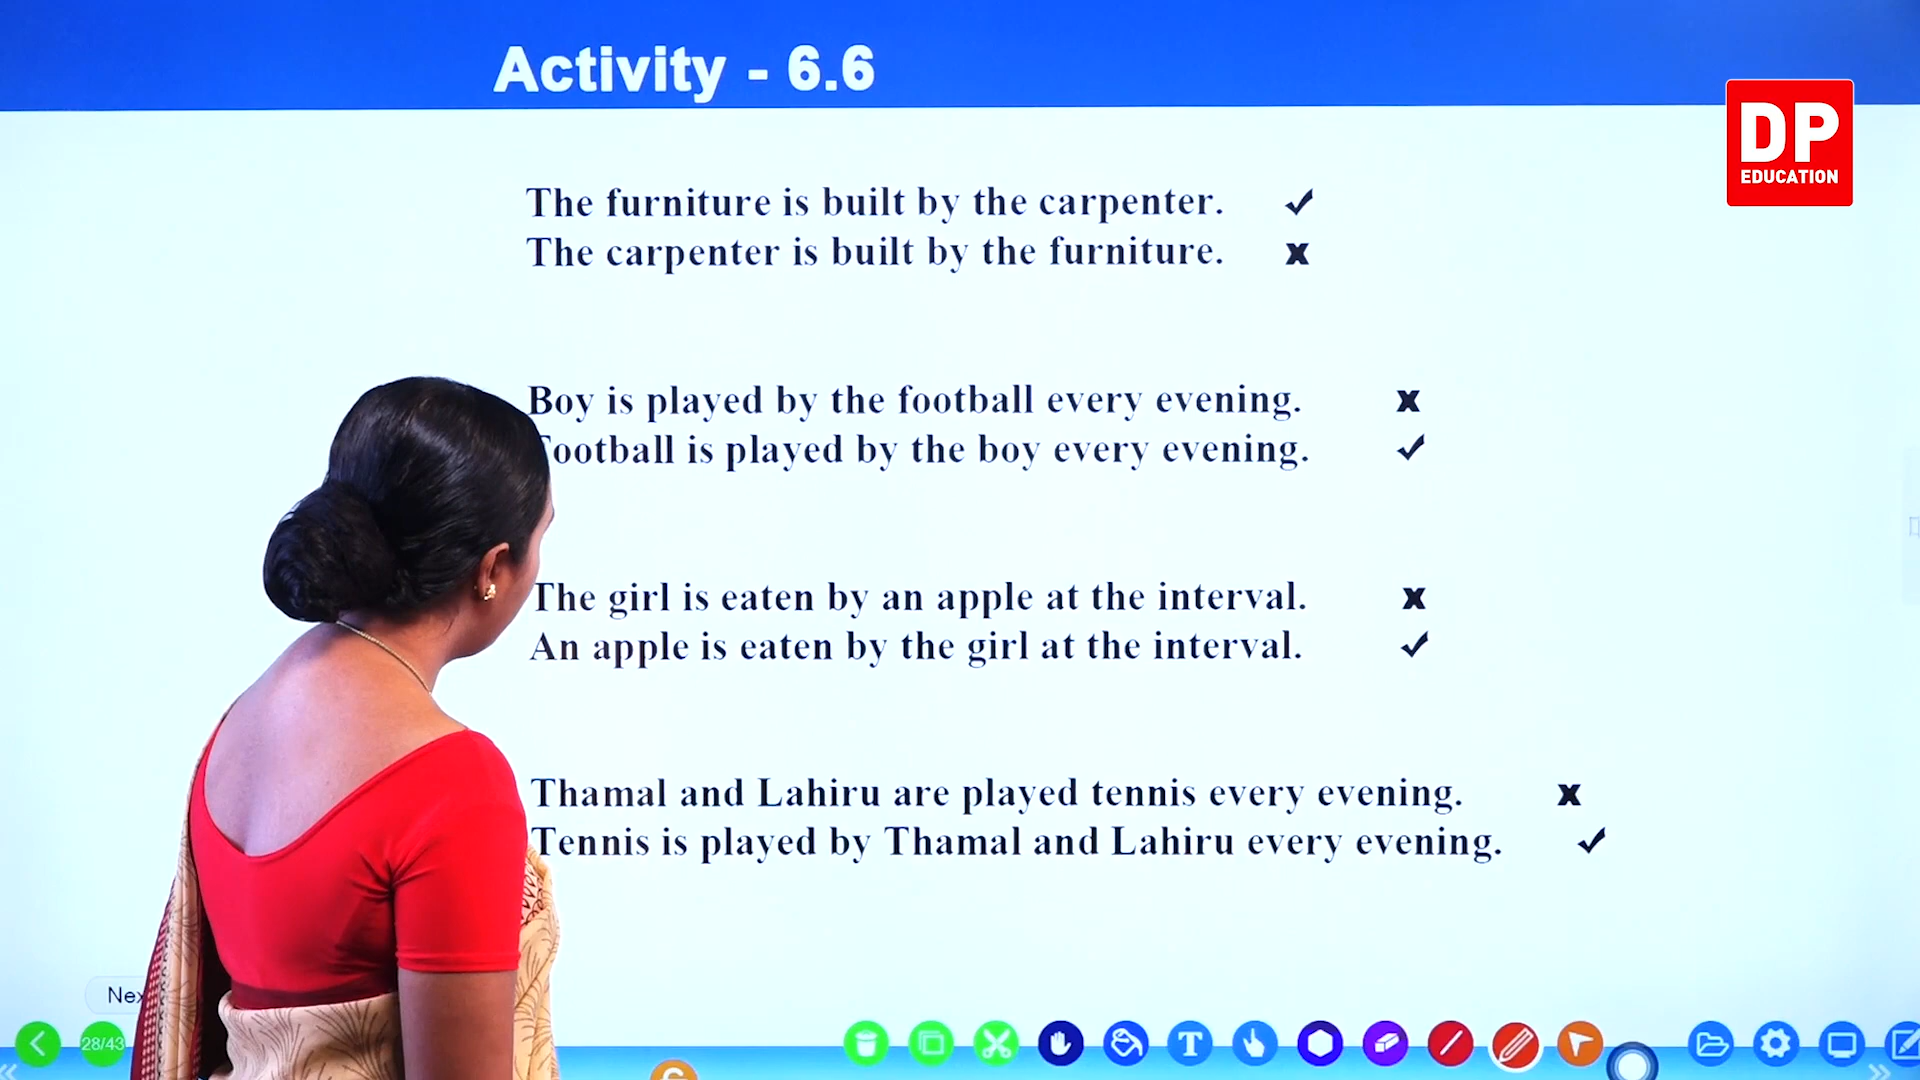 Activity - 6.6
DP
EDUCATION
The furniture is built by the carpenter. ✓
The carpenter is built by the furniture. x
Boy is played by the football every evening. x
ootball is played by the boy every evening. ✓
The girl is eaten by an apple at the interval. x
An apple is eaten by the girl at the interval. ✓
Thamal and Lahiru are played tennis every evening. x
Tennis is played by Thamal and Lahiru every evening. ✓
Nex
28/43
T